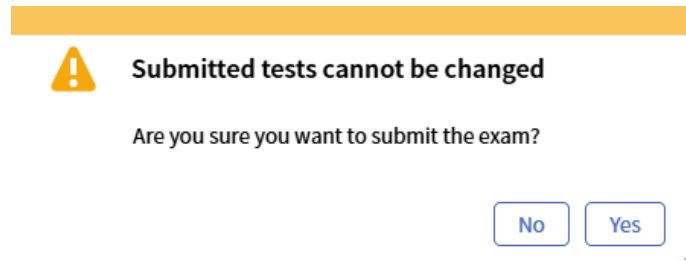 Submitted tests cannot be changed
Are you sure you want to submit the exam?
No Yes